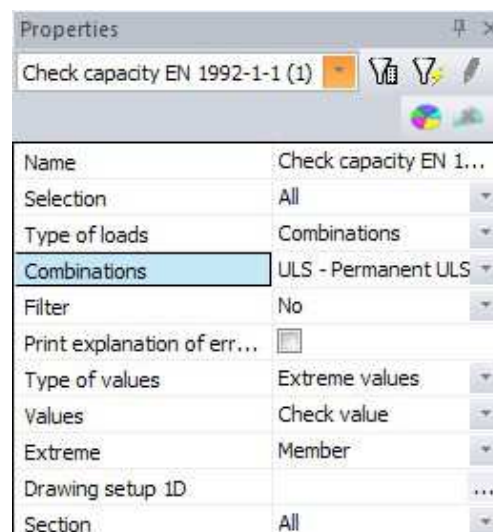 Properties
Check capacity EN 1992-1-1 (1)
Name Check capacity EN 1...
Selection All
Type of loads Combinations
Combinations ULS - Permanent ULS
Filter No
Print explanation of err...
Type of values Extreme values
Values Check value
Extreme Member
Drawing setup 1D ...
Section All